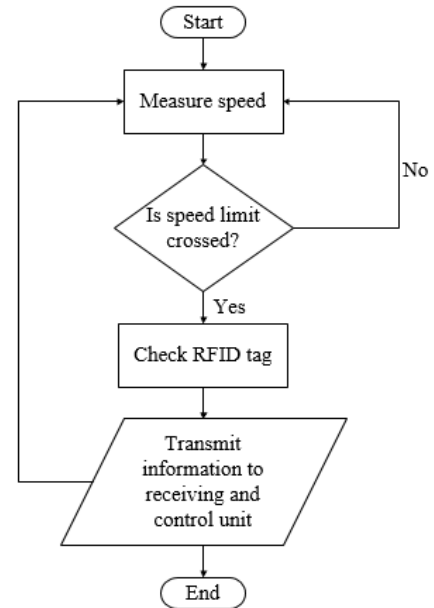 Start
Measure speed
No
Is speed limit
crossed?
Yes
Check RFID tag
Transmit
information to
receiving and
control unit
End